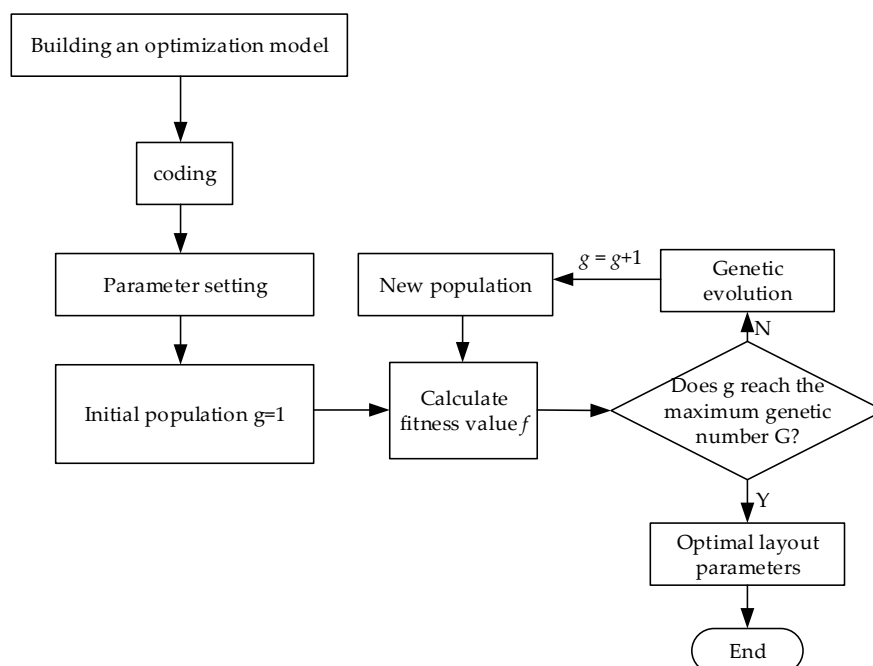 Building an optimization model
coding
Parameter setting
Initial population g=1
New population
g = g+1
Genetic
evolution
Calculate
fitness value f
N
Does g reach the
maximum genetic
number G?
Y
Optimal layout
parameters
End